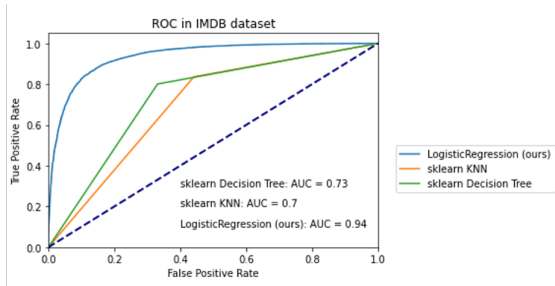 ROC in IMDB dataset
True Positive Rate
1.0
0.8
0.6
0.4
0.2
0.0
sklearn Decision Tree: AUC = 0.73
sklearn KNN: AUC = 0.7
LogisticRegression (ours): AUC = 0.94
0.0 0.2 0.4 0.6 0.8 1.0
False Positive Rate
LogisticRegression (ours)
sklearn KNN
sklearn Decision Tree